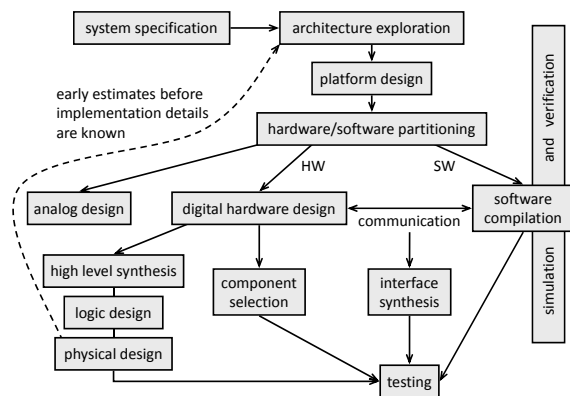 system specification
architecture exploration
platform design
early estimates before
implementation details
are known
hardware/software partitioning
HW
SW
analog design
digital hardware design
communication
software
compilation
simulation
and verification
high level synthesis
component
selection
interface
synthesis
logic design
physical design
testing